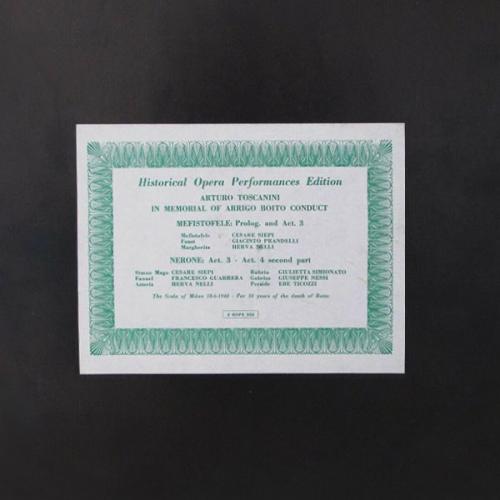 Historical Opera Performances Edition
ARTURO TOSCANINI
IN MEMORIAL OF ARRIGO BOITO CONDUCT
MEFISTOFELE: Prolog. and Act. 3
Mefistofele CESARE SIEPI
Faust GIACINTO PRANDELLI
Margherita HERVA NELLI
NERONE: Act. 3 - Act. 4 second part
Simon Mago CESARE SIEPI Rubria GIULIETTA SIMIONATO
Fanuel FRANCESCO GUARRERA Gobrias GIUSEPPE NESSI
Asteria HERVA NELLI Perside EBE TICOZZI
The Scala of Milan 10-6-1948 - For 30 years of the death of Boito